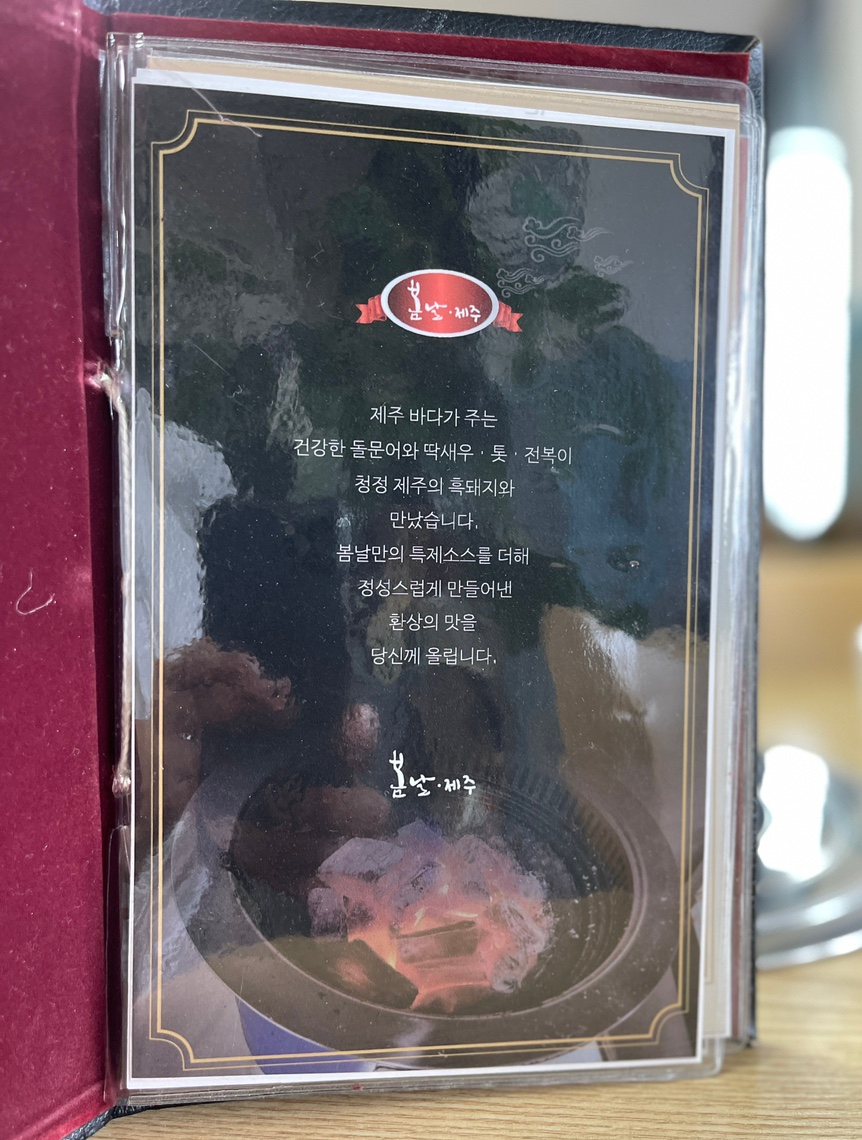 봄날·제주
제주 바다가 주는
건강한 돌문어와 딱새우 · 톳 · 전복이
청정 제주의 흑돼지와
만났습니다.
봄날만의 특제소스를 더해
정성스럽게 만들어낸
환상의 맛을
당신께 올립니다.
봄날·제주